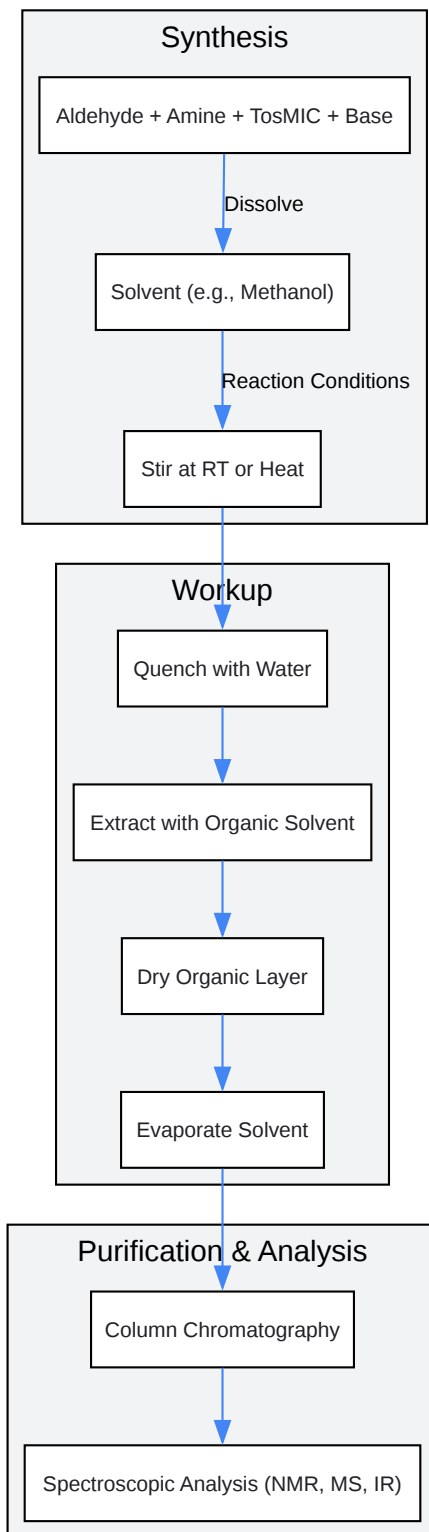 Synthesis
Aldehyde + Amine + TosMIC + Base
Dissolve
Solvent (e.g., Methanol)
Reaction Conditions
Stir at RT or Heat
Workup
Quench with Water
Extract with Organic Solvent
Dry Organic Layer
Evaporate Solvent
Purification & Analysis
Column Chromatography
Spectroscopic Analysis (NMR, MS, IR)